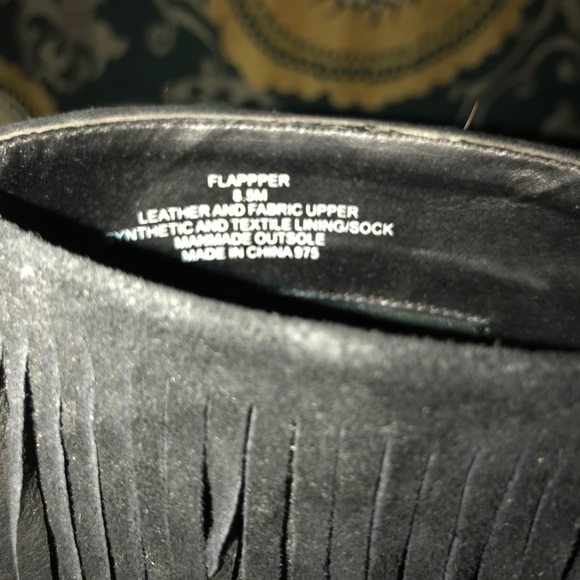 FLAPPPER
8.5M
LEATHER AND FABRIC UPPER
SYNTHETIC AND TEXTILE LINING/SOCK
MANMADE OUTSOLE
MADE IN CHINA 975